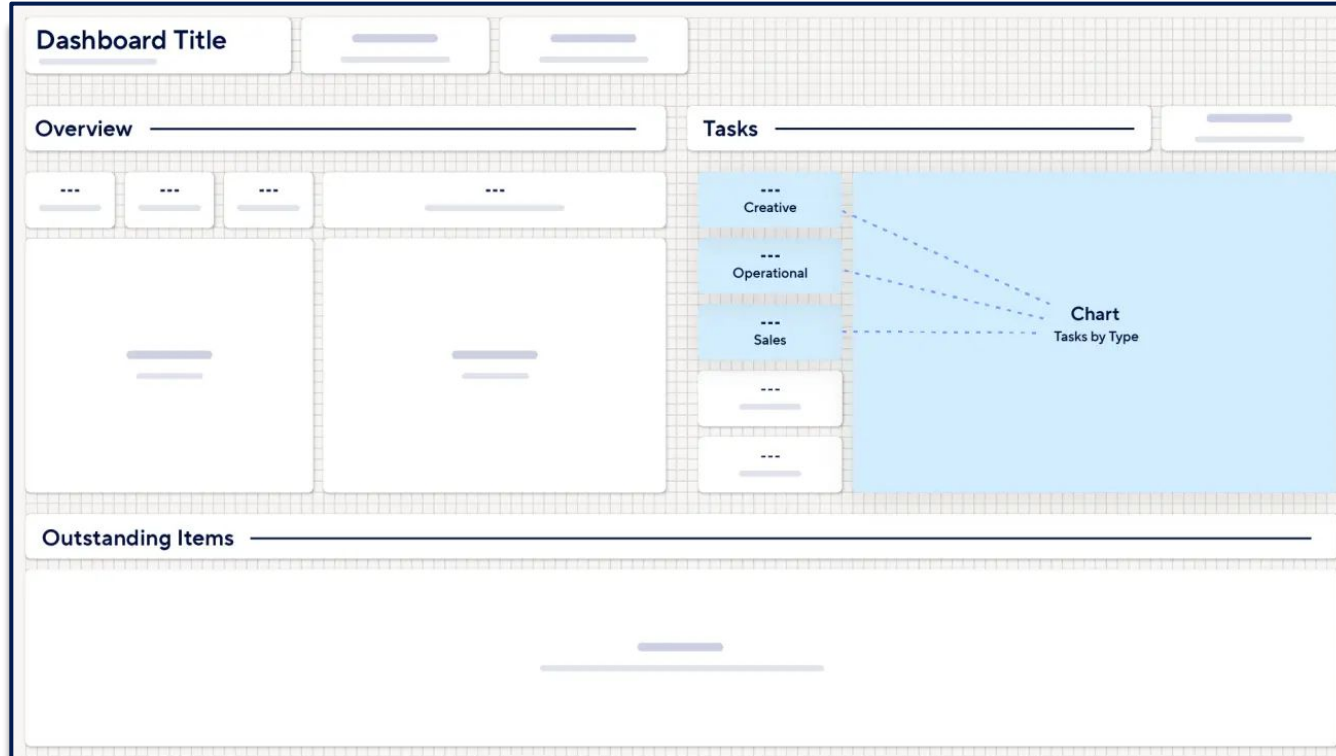 Dashboard Title
Overview
Tasks
---
---
---
---
---
Creative
---
Operational
---
Sales
---
---
Chart
Tasks by Type
Outstanding Items